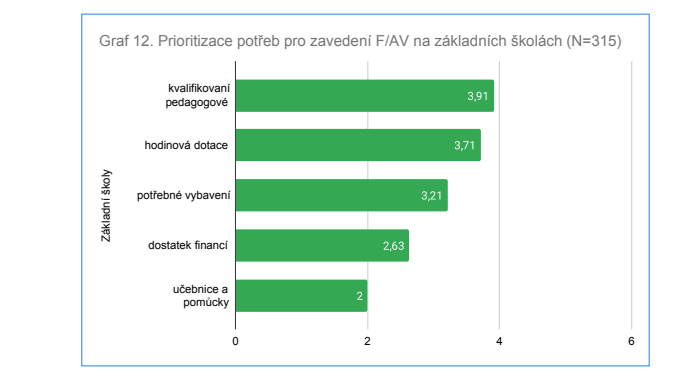 Graf 12. Prioritizace potřeb pro zavedení F/AV na základních školách (N=315)
Základní školy
kvalifikovaní
pedagogové
3,91
hodinová dotace
3,71
potřebné vybavení
3,21
dostatek financí
2,63
učebnice a
pomůcky
2
0
2
4
6